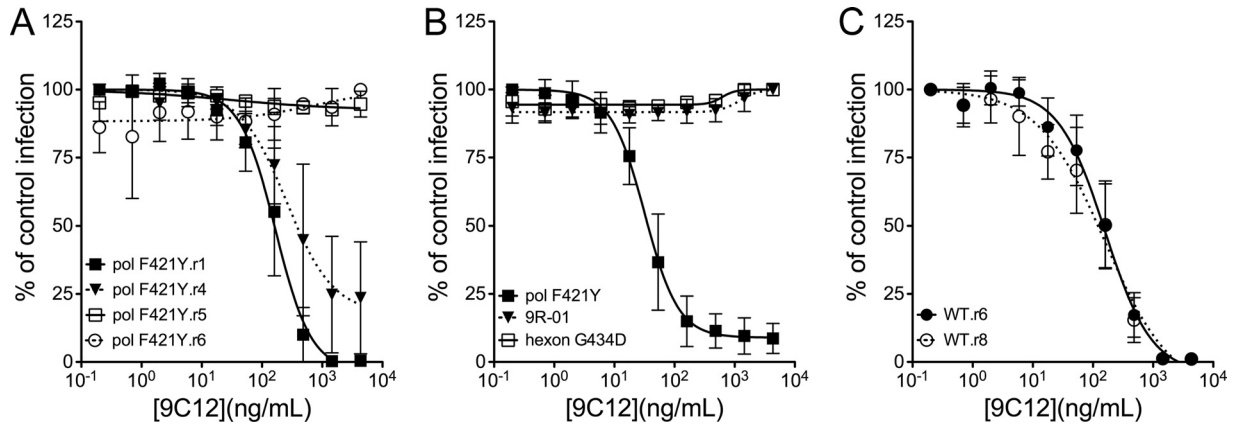 A
% of control infection
125
100
75
50
25
0
pol F421Y.r1
pol F421Y.r4
pol F421Y.r5
pol F421Y.r6
10-1 100 101 102 103 104
[9C12](ng/mL)
B
% of control infection
125
100
75
50
25
0
pol F421Y
9R-01
hexon G434D
10-1 100 101 102 103 104
[9C12](ng/mL)
C
% of control infection
125
100
75
50
25
0
WT.r6
WT.r8
10-1 100 101 102 103 104
[9C12](ng/mL)